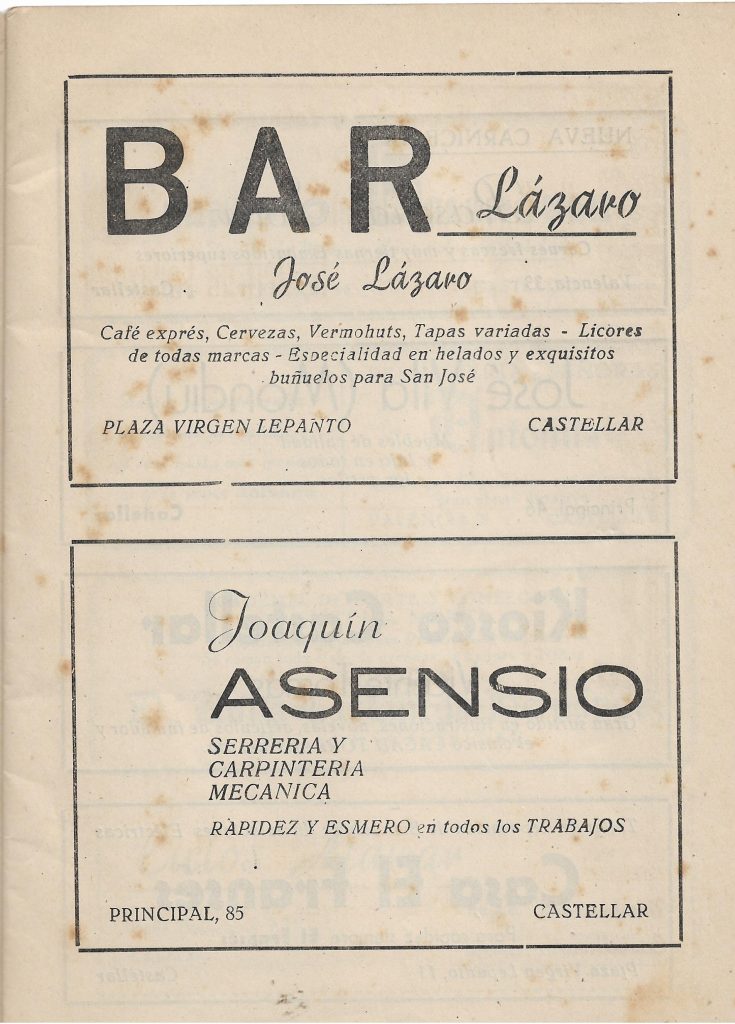 BAR Lázaro
José Lázaro
Café exprés, Cervezas, Vermohuts, Tapas variadas - Licores
de todas marcas - Especialidad en helados y exquisitos
buñuelos para San José
PLAZA VIRGEN LEPANTO CASTELLAR
Joaquín
ASENSIO
SERRERIA Y
CARPINTERIA
MECANICA
RAPIDEZ Y ESMERO en todos los TRABAJOS
PRINCIPAL, 85 CASTELLAR